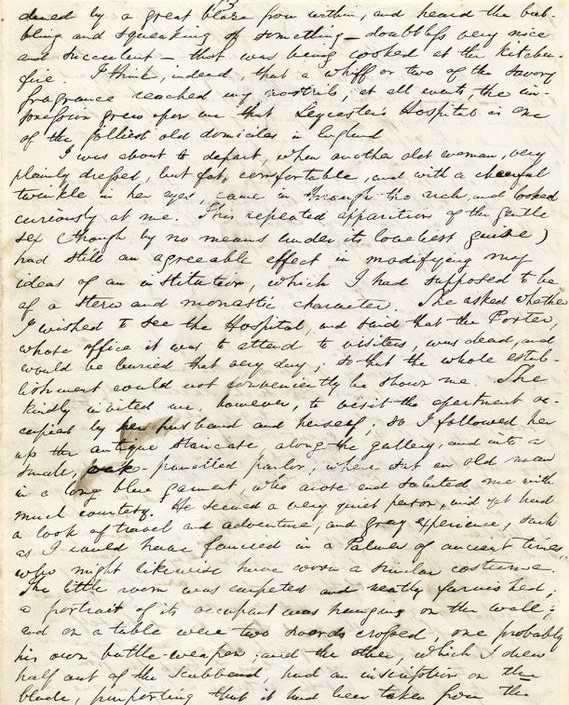 dened by a great blaze from within, and heard the bub-
bling and squeaking of something — doubtless very nice
and succulent — that was being cooked at the kitchen-
fire. I think, indeed, that a whiff or two of the savory
fragrance reached my nostrils; at all events, the im-
pression grew upon me that Leycester's Hospital is one
of the jolliest old domiciles in England
I was about to depart, when another old woman, very
plainly dressed, but fat, comfortable, and with a cheerful
twinkle in her eyes, came in through the arch, and looked
curiously at me. This repeated apparition of the gentle
sex (though by no means under its loveliest guise)
had still an agreeable effect in modifying my
ideas of an institution, which I had supposed to be
of a stern and monastic character. She asked whether
I wished to see the Hospital, and said that the Porter,
whose office it was to attend to visitors, was dead, and
would be buried that very day; so that the whole estab-
lishment could not conveniently be shown me. She
kindly invited me, however, to visit the apartment oc-
cupied by her husband and herself; so I followed her
up the antique staircase along the gallery, and into a
small, oak-panelled parlor, where sat an old man
in a long blue garment, who arose and saluted me with
much courtesy. He seemed a very quiet person, and yet had
a look of travel and adventure, and gray experience, such
as I could have fancied in a Palmer of ancient times,
who might likewise have worn a similar costume.
The little room was carpeted and neatly furnished;
a portrait of its occupant was hanging on the wall;
and on a table were two swords crossed, one probably
his own battle-weapon, and the other, which I drew
half out of the scabbard, had an inscription on the
blade, purporting that it had been taken from the